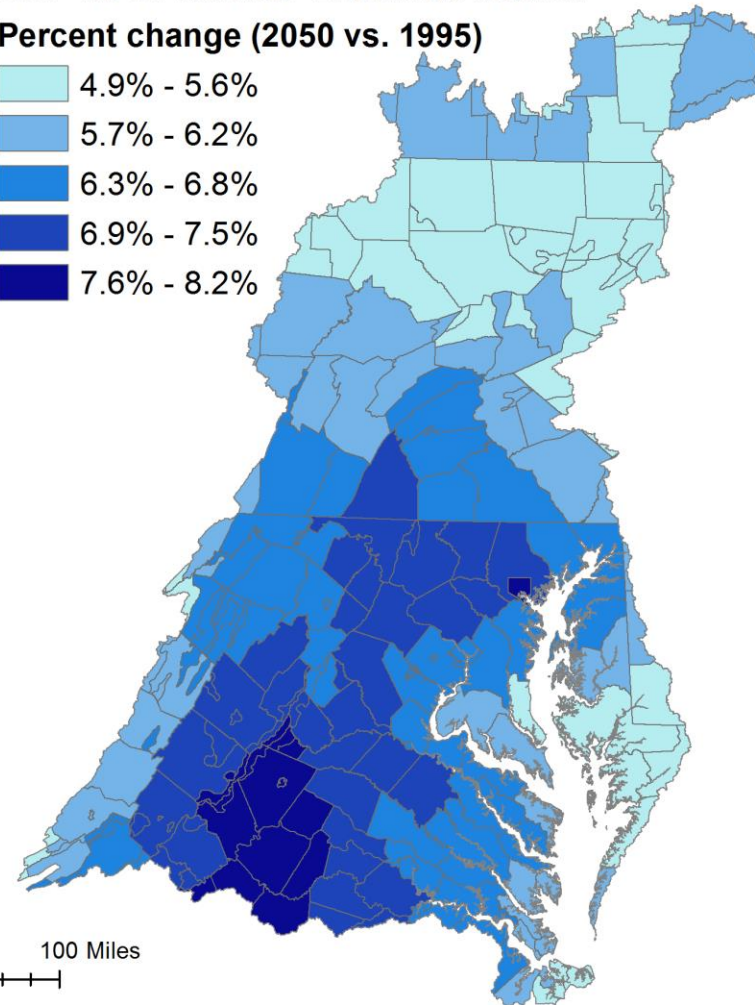 Percent change (2050 vs. 1995)
4.9% - 5.6%
5.7% - 6.2%
6.3% - 6.8%
6.9% - 7.5%
7.6% - 8.2%
100 Miles